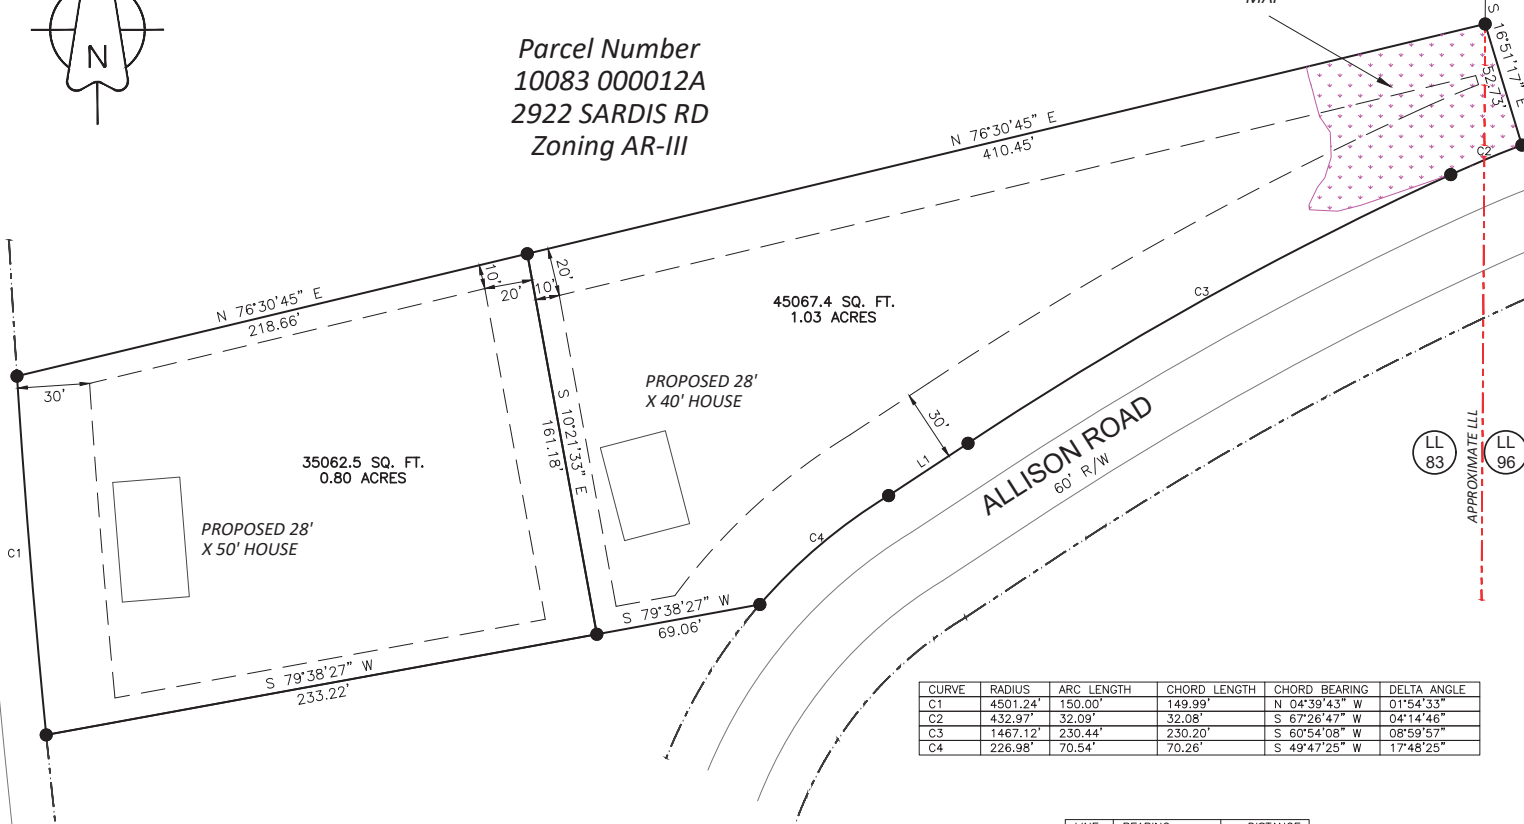 MAP
N
Parcel Number
10083 000012A
2922 SARDIS RD
Zoning AR-III
S 16°51'17" E
52.73'
N 76°30'45" E
410.45'
C2
N 76°30'45" E
218.66'
10'
20'
20'
10'
30'
45067.4 SQ. FT.
1.03 ACRES
C3
PROPOSED 28'
X 40' HOUSE
S 10°21'33" E
161.18'
30'
L1
ALLISON ROAD
60' R/W
35062.5 SQ. FT.
0.80 ACRES
LL
83
APPROXIMATE LLL
LL
96
PROPOSED 28'
X 50' HOUSE
C1
C4
S 79°38'27" W
69.06'
S 79°38'27" W
233.22'
CURVE RADIUS ARC LENGTH CHORD LENGTH CHORD BEARING DELTA ANGLE
C1 4501.24' 150.00' 149.99' N 04°39'43" W 01°54'33"
C2 432.97' 32.09' 32.08' S 67°26'47" W 04°14'46"
C3 1467.12' 230.44' 230.20' S 60°54'08" W 08°59'57"
C4 226.98' 70.54' 70.26' S 49°47'25" W 17°48'25"
LINE BEARING DISTANCE